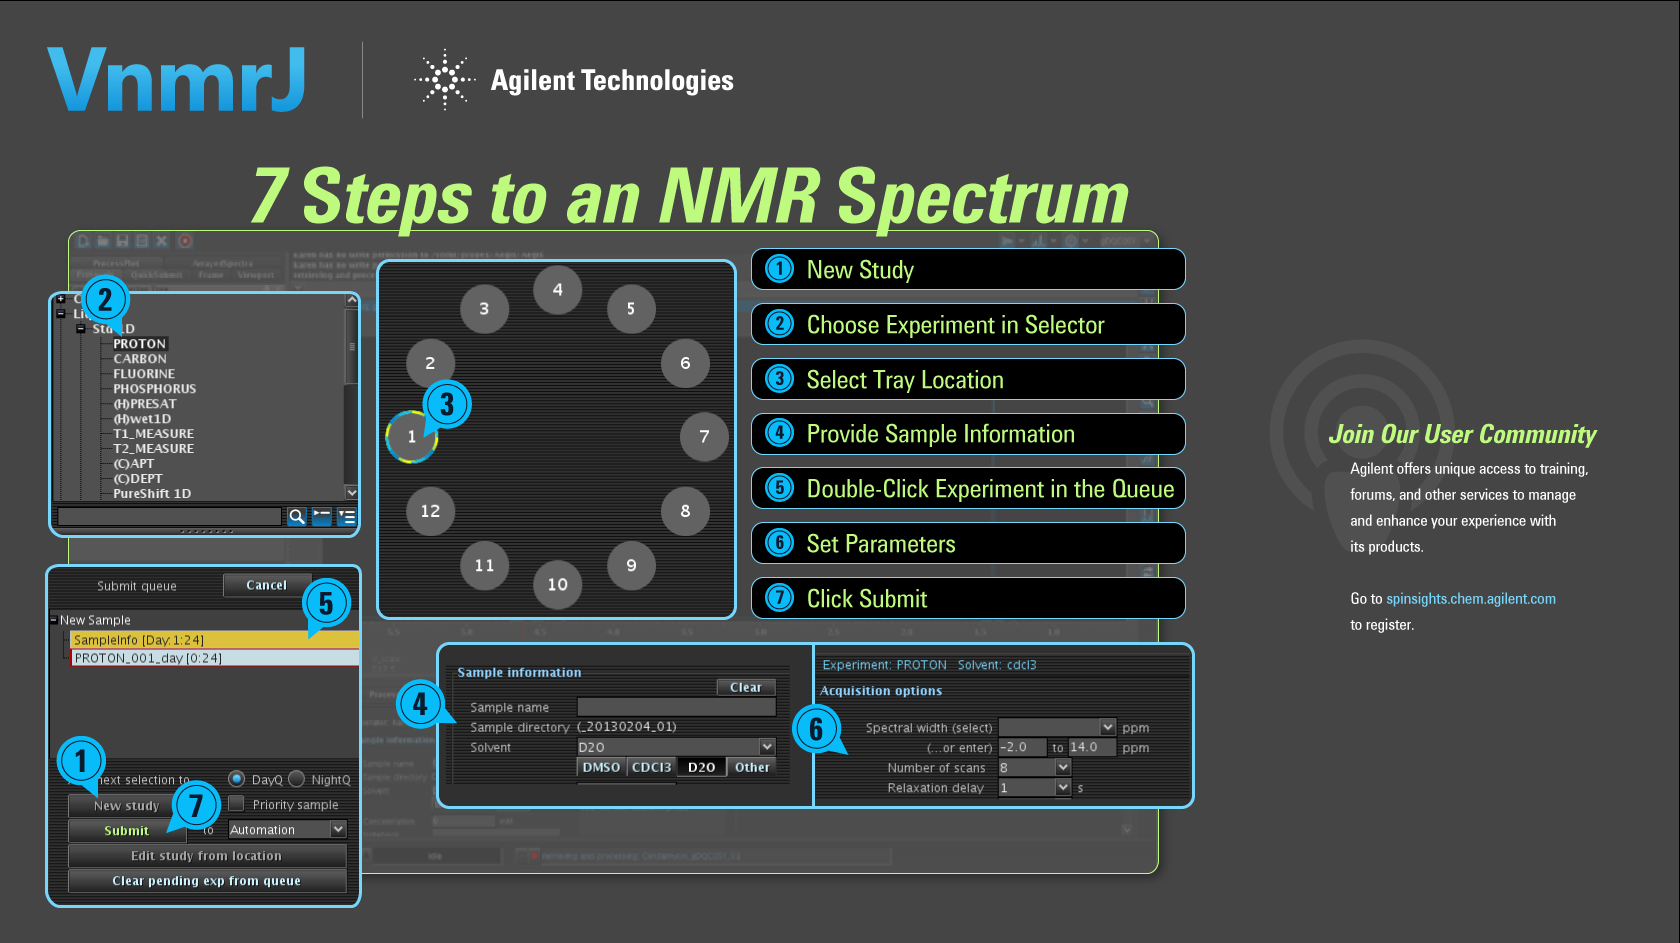 VnmrJ
Agilent Technologies
7 Steps to an NMR Spectrum
ProcessPlot
ArrayedSpectra
QuickSubmit
Frame
Viewport
2
Std 1D
PROTON
CARBON
FLUORINE
PHOSPHORUS
(H)PRESAT
(H)wet1D
T1_MEASURE
T2_MEASURE
(C)APT
(C)DEPT
PureShift 1D
4
3
5
2
6
3
1
7
12
8
11
9
10
1 New Study
2 Choose Experiment in Selector
3 Select Tray Location
4 Provide Sample Information
5 Double-Click Experiment in the Queue
6 Set Parameters
7 Click Submit
Join Our User Community
Agilent offers unique access to training,
forums, and other services to manage
and enhance your experience with
its products.
Go to spinsights.chem.agilent.com
to register.
Submit queue
Cancel
5
New Sample
SampleInfo [Day: 1:24]
PROTON_001_day [0:24]
1
next selection to DayQ NightQ
New study
7
Priority sample
Submit to Automation
Edit study from location
Clear pending exp from queue
4
Sample information
Clear
Sample name
Sample directory (_20130204_01)
Solvent D2O
DMSO CDCl3 D2O Other
6
Experiment: PROTON Solvent: cdcl3
Acquisition options
Spectral width (select) ppm
(...or enter) -2.0 to 14.0 ppm
Number of scans 8
Relaxation delay 1 s
Idle